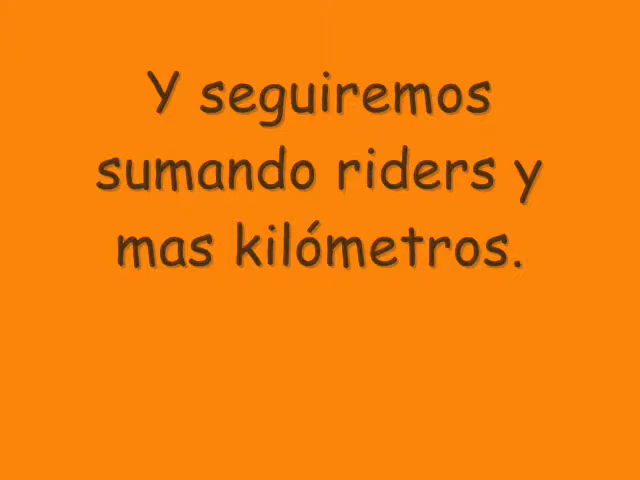 Y seguiremos
sumando riders y
mas kilómetros.